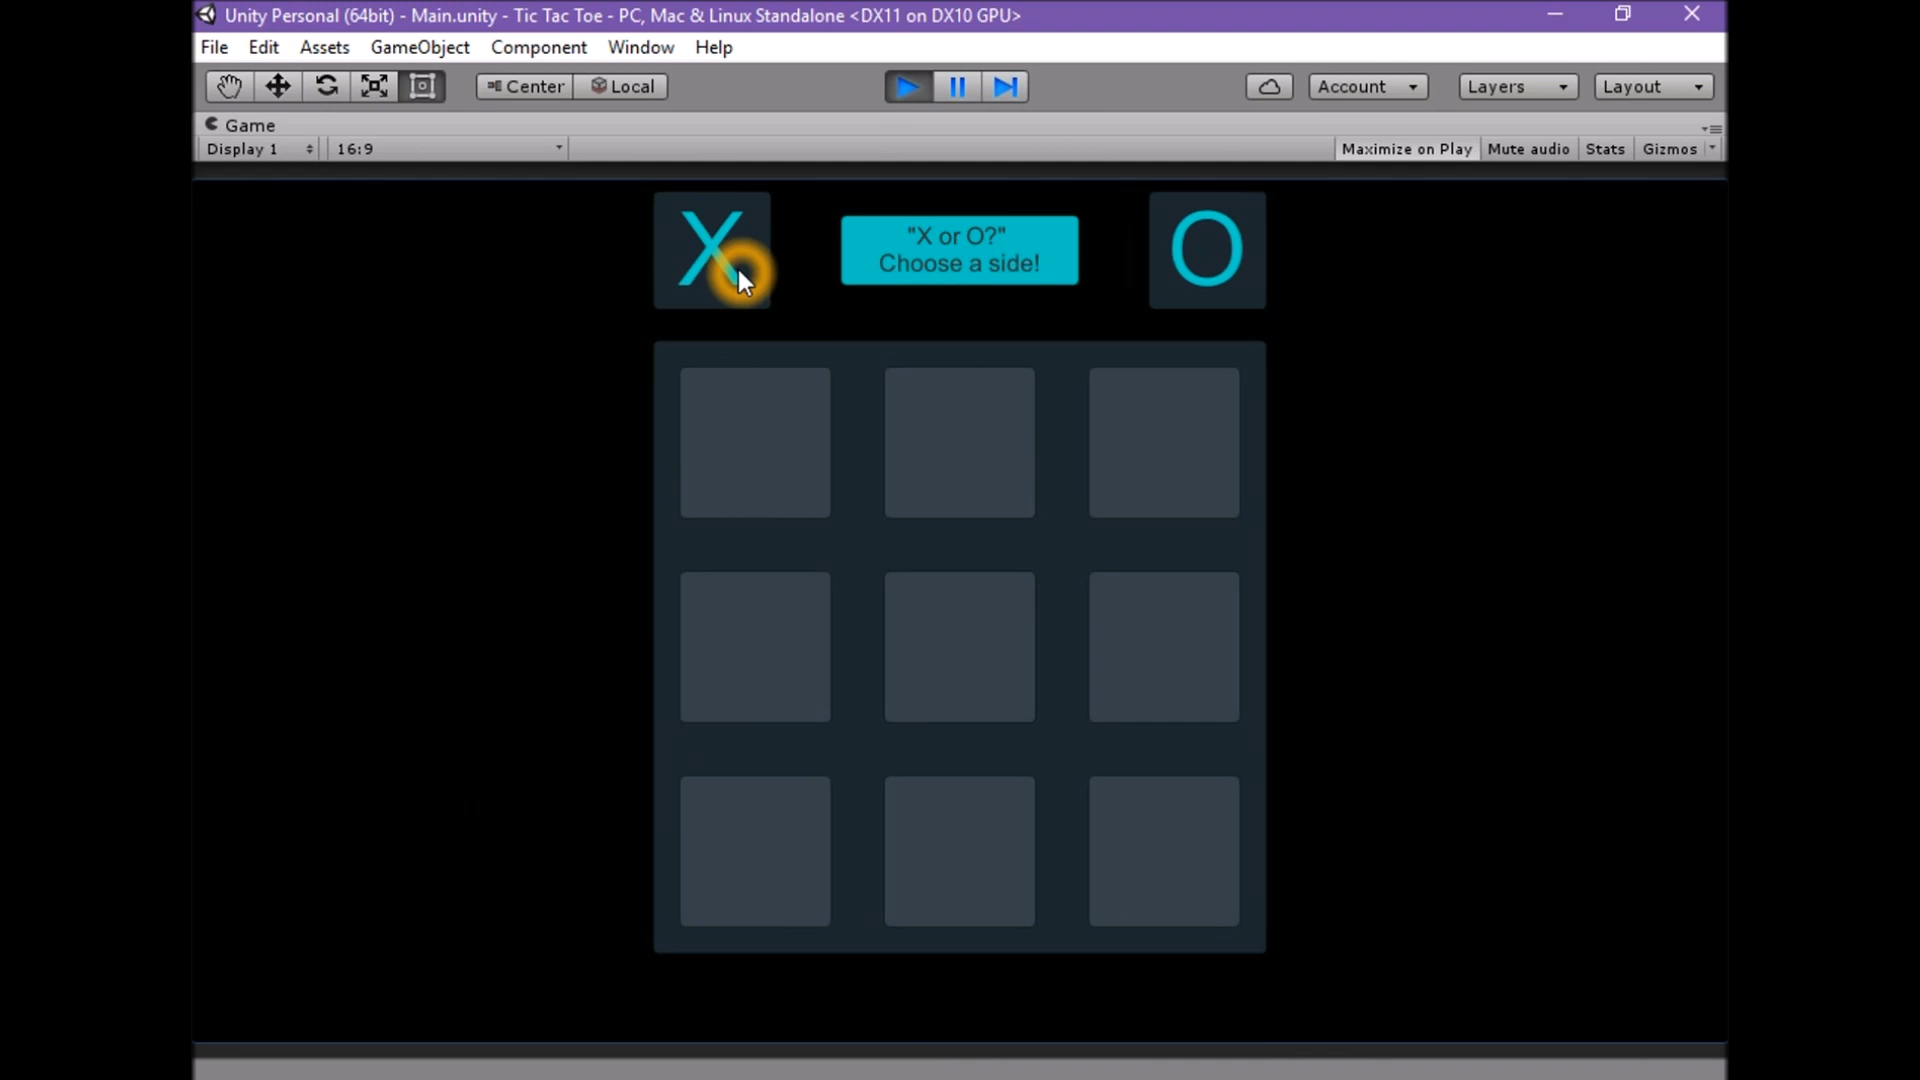 Unity Personal (64bit) - Main.unity - Tic Tac Toe - PC, Mac & Linux Standalone <DX11 on DX10 GPU>
File Edit Assets GameObject Component Window Help
Center Local Account Layers Layout
Game
Display 1 16:9 Maximize on Play Mute audio Stats Gizmos
X "X or O?" O
Choose a side!